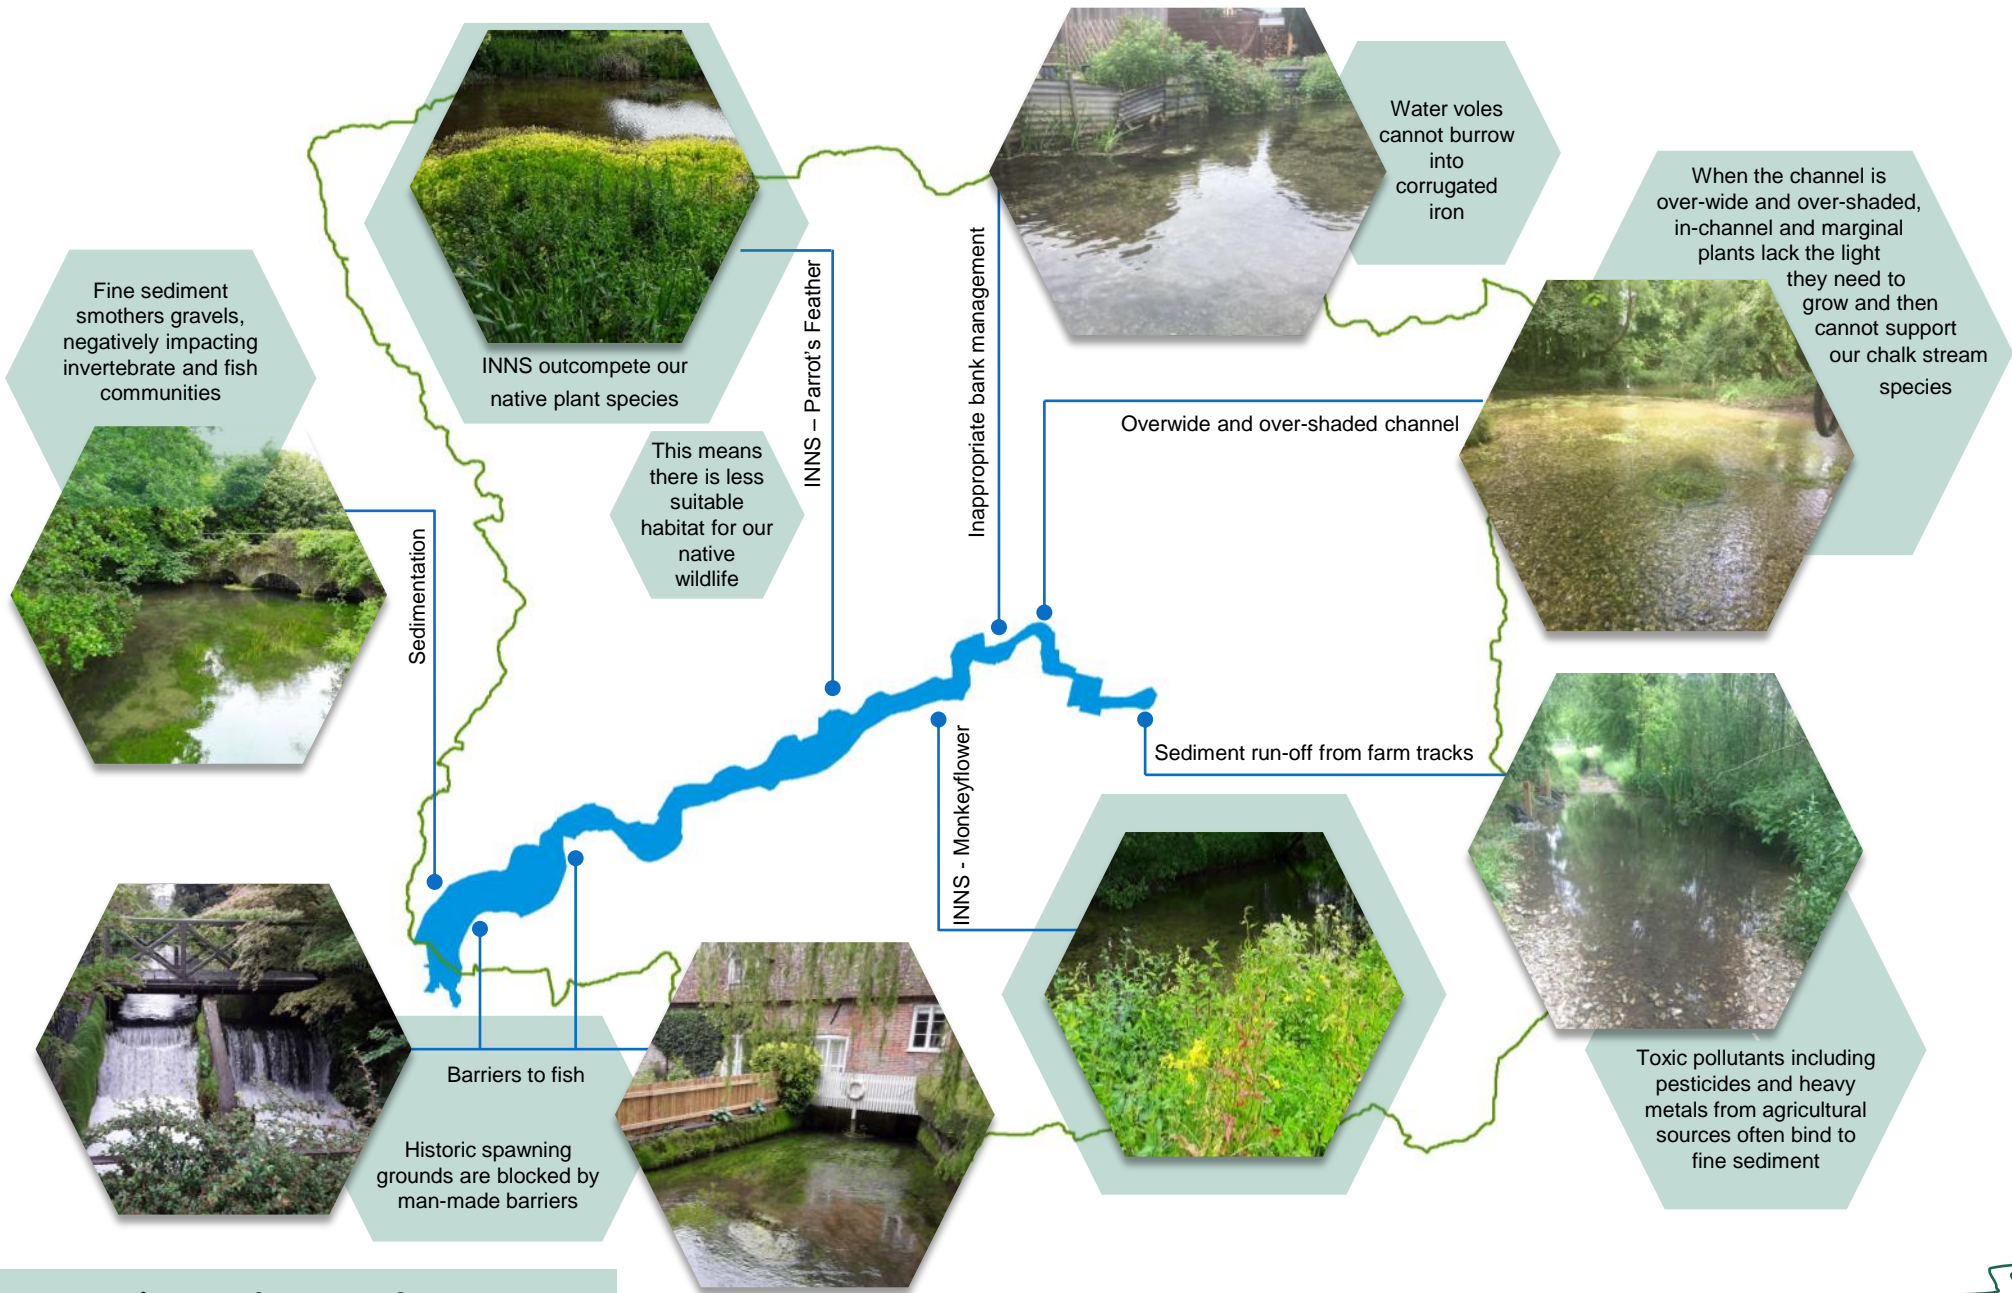 Water voles
cannot burrow
into
corrugated
iron
When the channel is
over-wide and over-shaded,
in-channel and marginal
plants lack the light
they need to
grow and then
cannot support
our chalk stream
species
Fine sediment
smothers gravels,
negatively impacting
invertebrate and fish
communities
INNS outcompete our
native plant species
This means
there is less
suitable
habitat for our
native
wildlife
INNS – Parrot's Feather
Inappropriate bank management
Overwide and over-shaded channel
Sedimentation
INNS - Monkeyflower
Sediment run-off from farm tracks
Barriers to fish
Historic spawning
grounds are blocked by
man-made barriers
Toxic pollutants including
pesticides and heavy
metals from agricultural
sources often bind to
fine sediment